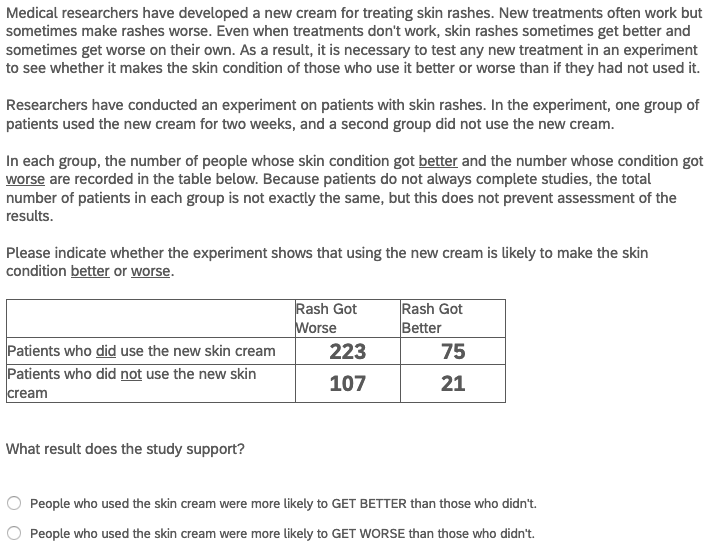 Medical researchers have developed a new cream for treating skin rashes. New treatments often work but
sometimes make rashes worse. Even when treatments don't work, skin rashes sometimes get better and
sometimes get worse on their own. As a result, it is necessary to test any new treatment in an experiment
to see whether it makes the skin condition of those who use it better or worse than if they had not used it.
Researchers have conducted an experiment on patients with skin rashes. In the experiment, one group of
patients used the new cream for two weeks, and a second group did not use the new cream.
In each group, the number of people whose skin condition got better and the number whose condition got
worse are recorded in the table below. Because patients do not always complete studies, the total
number of patients in each group is not exactly the same, but this does not prevent assessment of the
results.
Please indicate whether the experiment shows that using the new cream is likely to make the skin
condition better or worse.
Rash Got Rash Got
Worse Better
Patients who did use the new skin cream 223 75
Patients who did not use the new skin
cream 107 21
What result does the study support?
People who used the skin cream were more likely to GET BETTER than those who didn't.
People who used the skin cream were more likely to GET WORSE than those who didn't.